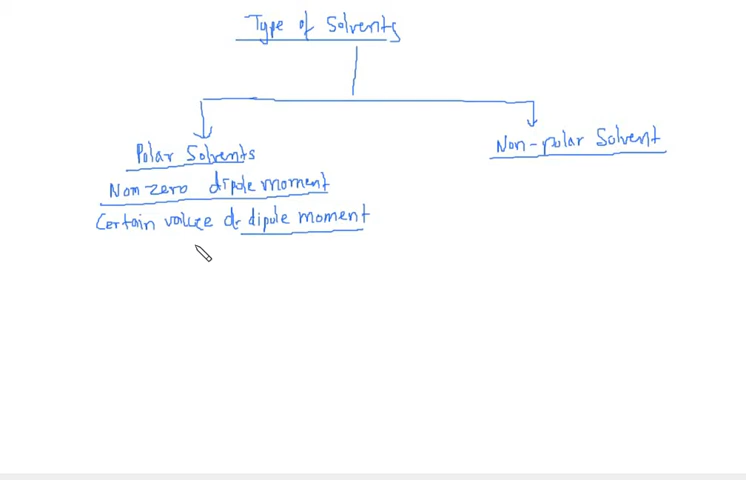 Type of Solvents
Polar Solvents
Non-polar Solvent
Non zero dipole moment
Certain value of dipole moment